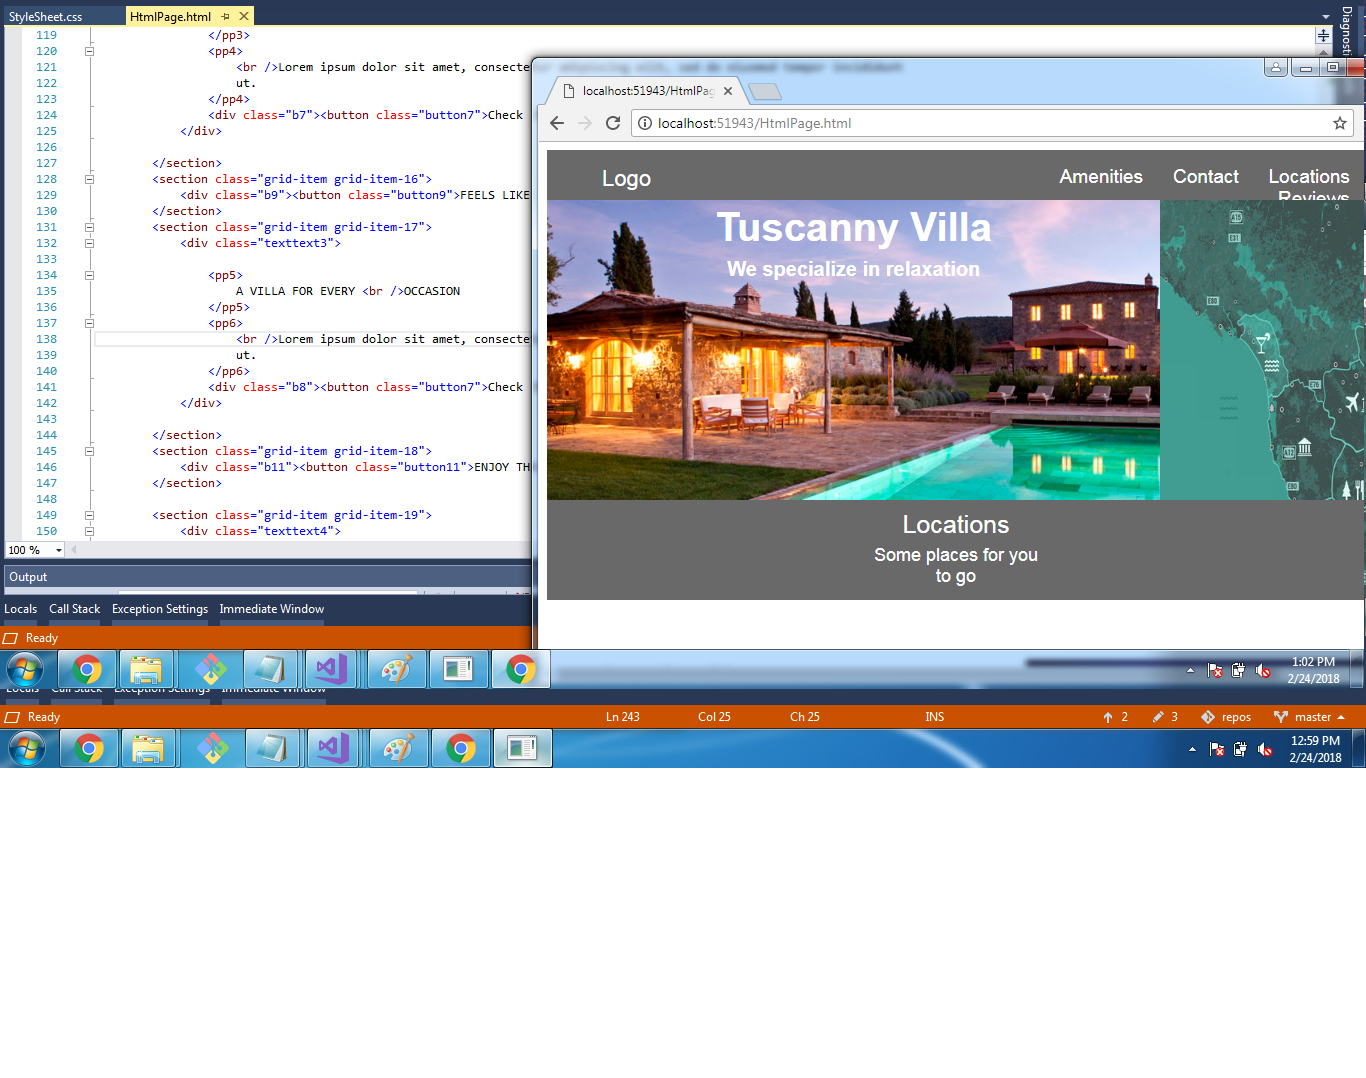 StyleSheet.css
HtmlPage.html
119 </pp3>
120 <pp4>
121 <br />Lorem ipsum dolor sit amet, consecte
122 ut.
123 </pp4>
124 <div class="b7"><button class="button7">Check
125 </div>
126
127 </section>
128 <section class="grid-item grid-item-16">
129 <div class="b9"><button class="button9">FEELS LIKE
130 </section>
131 <section class="grid-item grid-item-17">
132 <div class="texttext3">
133
134 <pp5>
135 A VILLA FOR EVERY <br />OCCASION
136 </pp5>
137 <pp6>
138 <br />Lorem ipsum dolor sit amet, consecte
139 ut.
140 </pp6>
141 <div class="b8"><button class="button7">Check
142 </div>
143
144 </section>
145 <section class="grid-item grid-item-18">
146 <div class="b11"><button class="button11">ENJOY TH
147 </section>
148
149 <section class="grid-item grid-item-19">
150 <div class="texttext4">
100 %
Output
Locals Call Stack Exception Settings Immediate Window
Ready
Diagnosti
localhost:51943/HtmlPag
localhost:51943/HtmlPage.html
Logo
Amenities Contact Locations
Reviews
Tuscanny Villa
We specialize in relaxation
Locations
Some places for you
to go
1:02 PM
2/24/2018
Locals Call Stack Exception Settings Immediate Window
Ready Ln 243 Col 25 Ch 25 INS 2 3 repos master
12:59 PM
2/24/2018